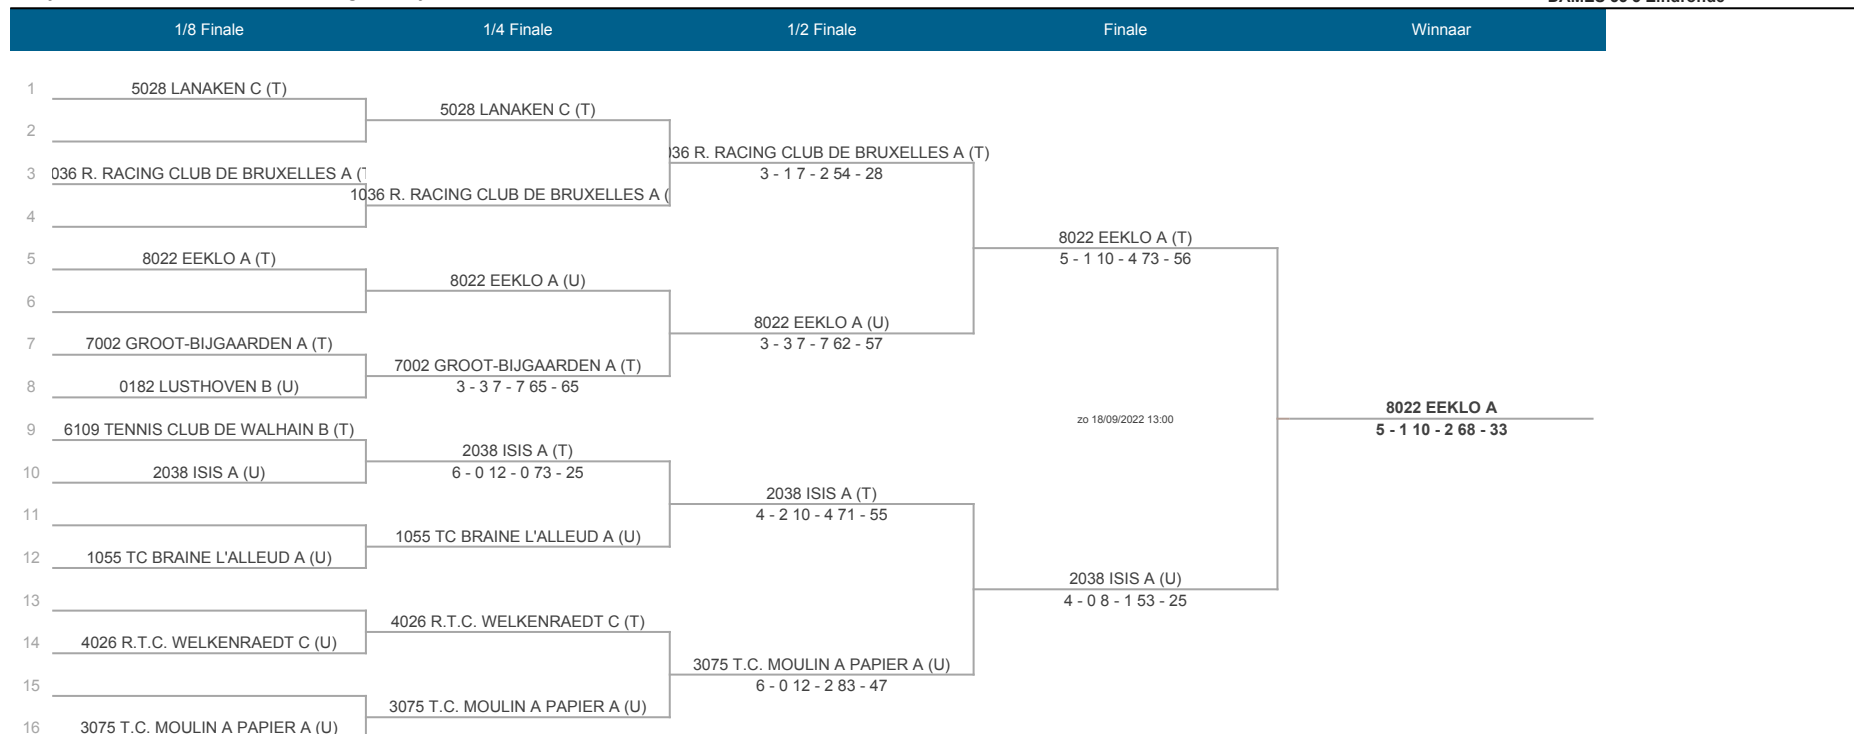 1/8 Finale 1/4 Finale 1/2 Finale Finale Winnaar
1 5028 LANAKEN C (T)
5028 LANAKEN C (T)
2
036 R. RACING CLUB DE BRUXELLES A (T)
3 - 1 7 - 2 54 - 28
3 036 R. RACING CLUB DE BRUXELLES A (
1036 R. RACING CLUB DE BRUXELLES A (
4
8022 EEKLO A (T)
5 - 1 10 - 4 73 - 56
5 8022 EEKLO A (T)
8022 EEKLO A (U)
6
8022 EEKLO A (U)
3 - 3 7 - 7 62 - 57
7 7002 GROOT-BIJGAARDEN A (T)
7002 GROOT-BIJGAARDEN A (T)
3 - 3 7 - 7 65 - 65
8 0182 LUSTHOVEN B (U)
8022 EEKLO A
5 - 1 10 - 2 68 - 33
zo 18/09/2022 13:00
9 6109 TENNIS CLUB DE WALHAIN B (T)
2038 ISIS A (T)
6 - 0 12 - 0 73 - 25
10 2038 ISIS A (U)
2038 ISIS A (T)
4 - 2 10 - 4 71 - 55
11
1055 TC BRAINE L'ALLEUD A (U)
12 1055 TC BRAINE L'ALLEUD A (U)
2038 ISIS A (U)
4 - 0 8 - 1 53 - 25
13
4026 R.T.C. WELKENRAEDT C (T)
14 4026 R.T.C. WELKENRAEDT C (U)
3075 T.C. MOULIN A PAPIER A (U)
6 - 0 12 - 2 83 - 47
15
3075 T.C. MOULIN A PAPIER A (U)
16 3075 T.C. MOULIN A PAPIER A (U)